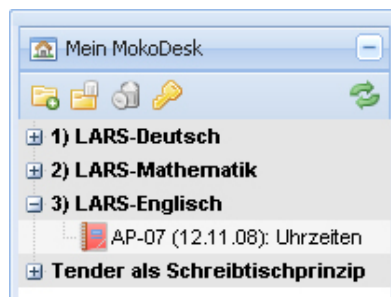 Mein MokoDesk
1) LARS-Deutsch
2) LARS-Mathematik
3) LARS-Englisch
AP-07 (12.11.08): Uhrzeiten
Tender als Schreibtischprinzip